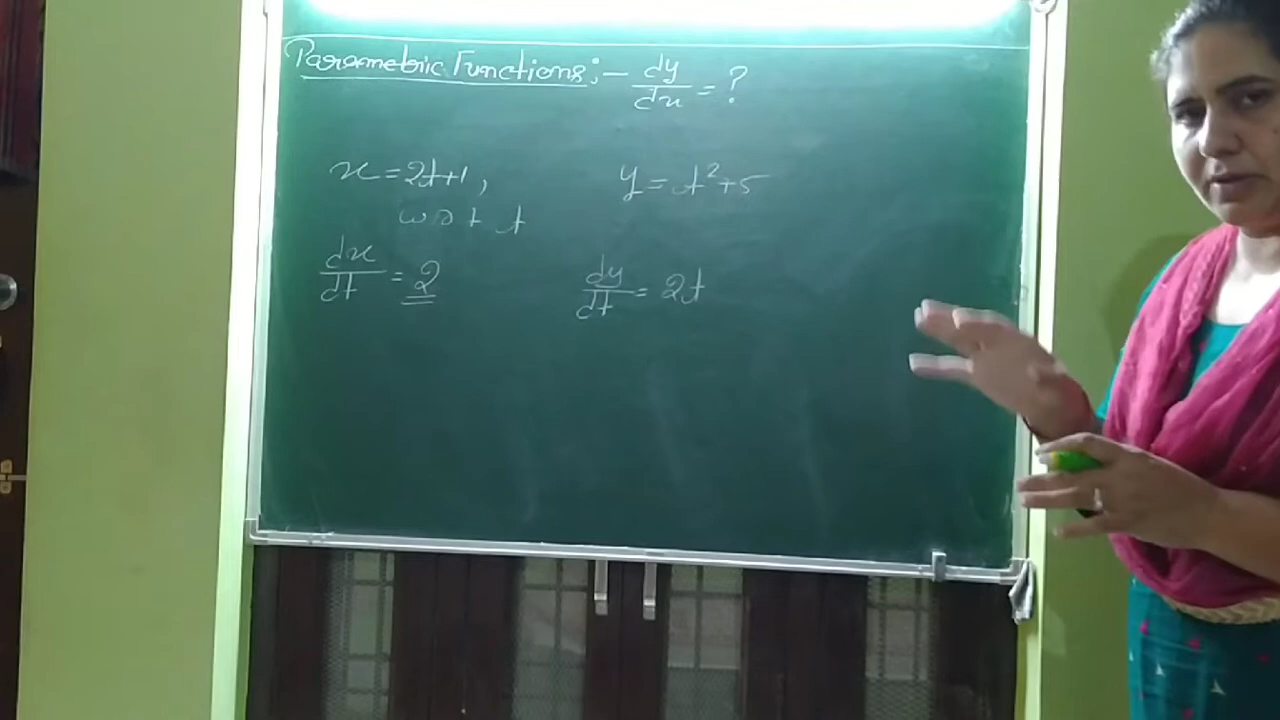 Parametric Functions :- dy/dx = ?
x = 2t+1, y = t²+5
w r t t
dx/dt = 2 dy/dt = 2t